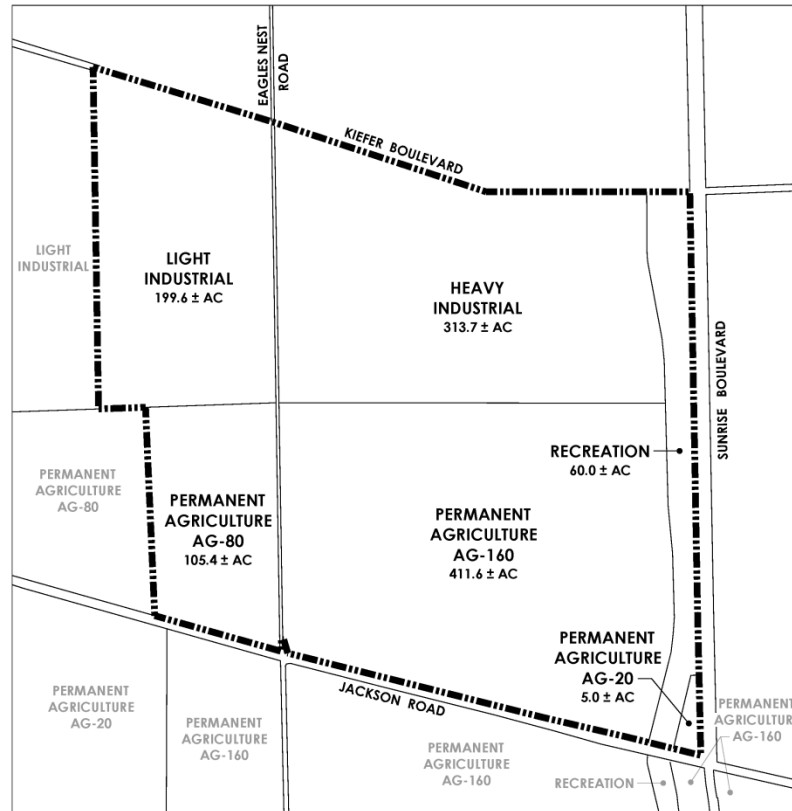 EAGLES NEST
ROAD
KIEFER BOULEVARD
LIGHT
INDUSTRIAL
LIGHT
INDUSTRIAL
199.6 ± AC
HEAVY
INDUSTRIAL
313.7 ± AC
SUNRISE BOULEVARD
RECREATION
60.0 ± AC
PERMANENT
AGRICULTURE
AG-80
PERMANENT
AGRICULTURE
AG-80
105.4 ± AC
PERMANENT
AGRICULTURE
AG-160
411.6 ± AC
PERMANENT
AGRICULTURE
AG-20
5.0 ± AC
JACKSON ROAD
PERMANENT
AGRICULTURE
AG-20
PERMANENT
AGRICULTURE
AG-160
PERMANENT
AGRICULTURE
AG-160
PERMANENT
AGRICULTURE
AG-160
RECREATION